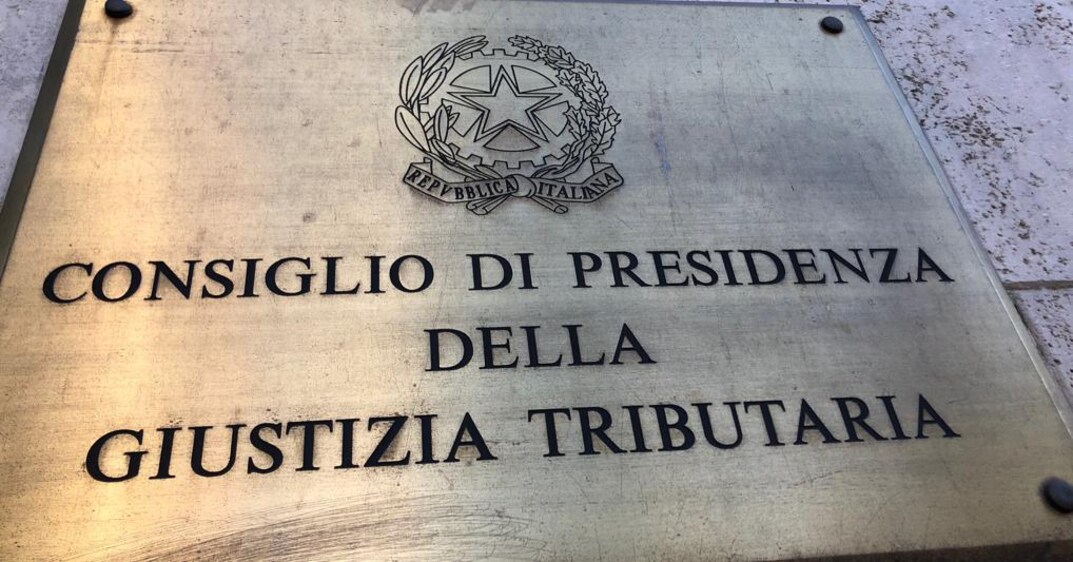 REPVBBLICA ITALIANA
CONSIGLIO DI PRESIDENZA
DELLA
GIUSTIZIA TRIBUTARIA